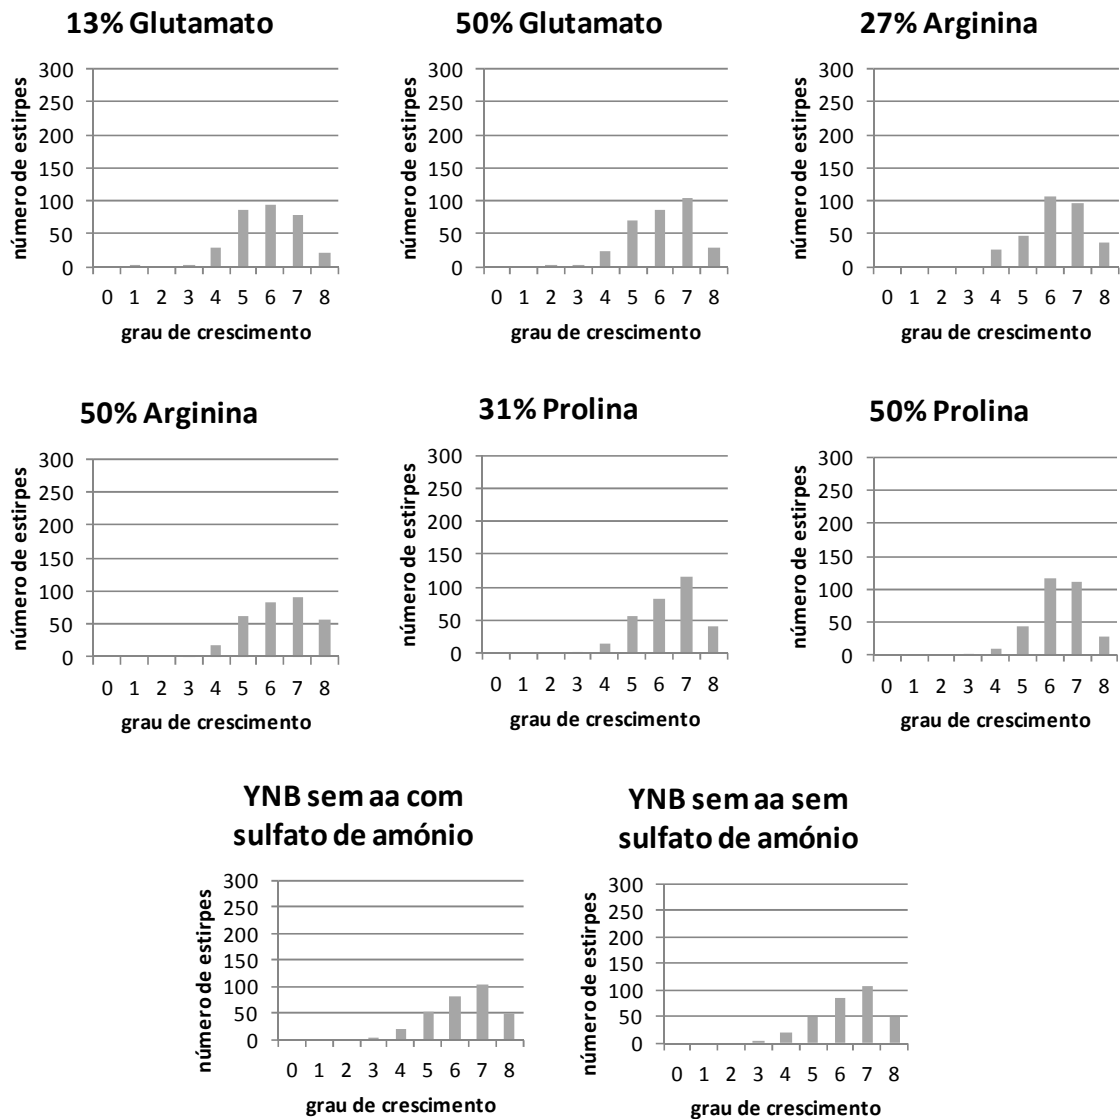 13% Glutamato
número de estirpes
300
250
200
150
100
50
0
0 1 2 3 4 5 6 7 8
grau de crescimento
50% Glutamato
número de estirpes
300
250
200
150
100
50
0
0 1 2 3 4 5 6 7 8
grau de crescimento
27% Arginina
número de estirpes
300
250
200
150
100
50
0
0 1 2 3 4 5 6 7 8
grau de crescimento
50% Arginina
número de estirpes
300
250
200
150
100
50
0
0 1 2 3 4 5 6 7 8
grau de crescimento
31% Prolina
número de estirpes
300
250
200
150
100
50
0
0 1 2 3 4 5 6 7 8
grau de crescimento
50% Prolina
número de estirpes
300
250
200
150
100
50
0
0 1 2 3 4 5 6 7 8
grau de crescimento
YNB sem aa com
sulfato de amónio
número de estirpes
300
250
200
150
100
50
0
0 1 2 3 4 5 6 7 8
grau de crescimento
YNB sem aa sem
sulfato de amónio
número de estirpes
300
250
200
150
100
50
0
0 1 2 3 4 5 6 7 8
grau de crescimento